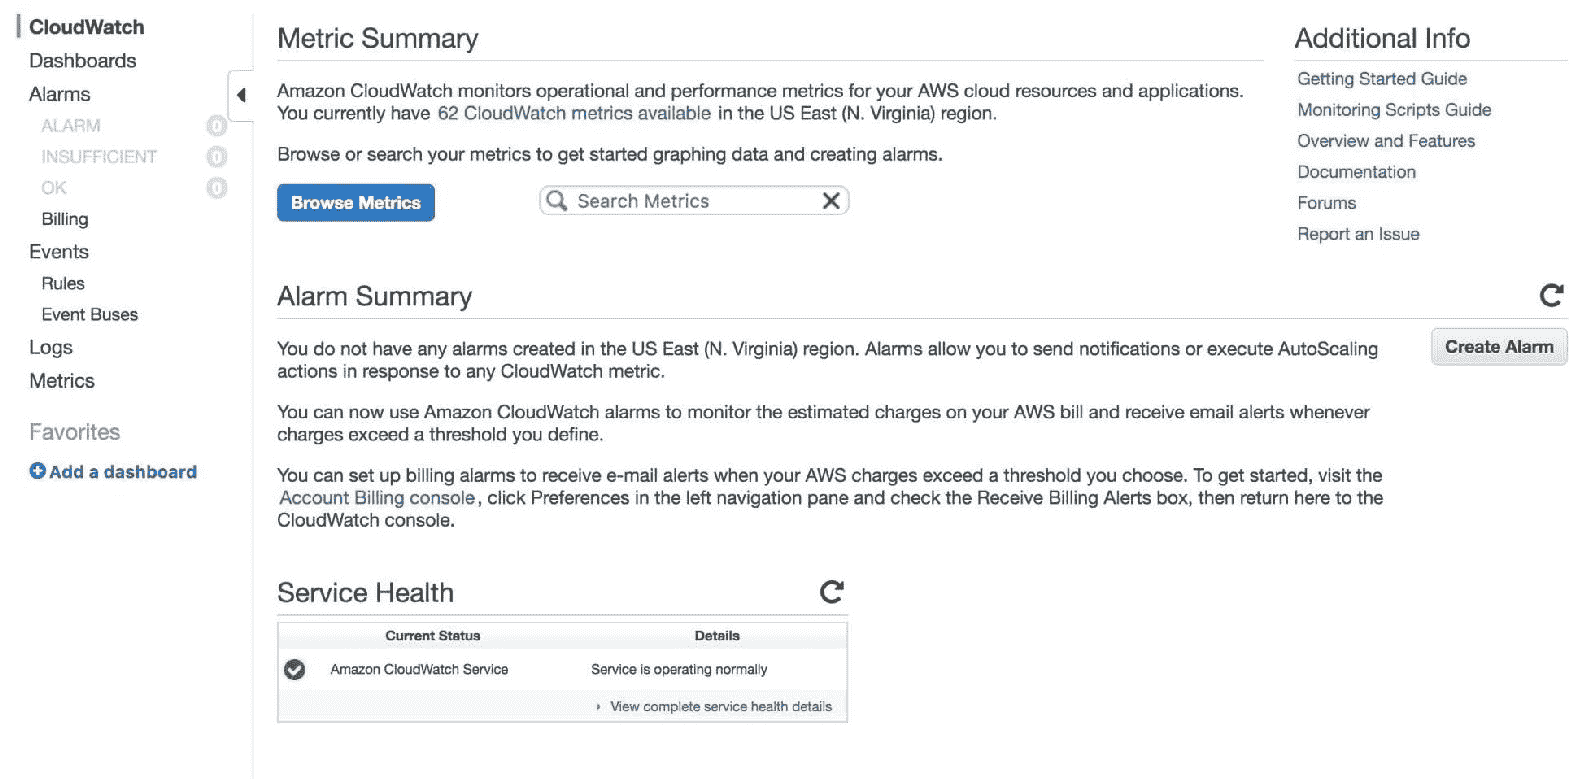 CloudWatch
Dashboards
Alarms
ALARM 0
INSUFFICIENT 0
OK 0
Billing
Events
Rules
Event Buses
Logs
Metrics
Favorites
Add a dashboard
Metric Summary
Amazon CloudWatch monitors operational and performance metrics for your AWS cloud resources and applications.
You currently have 62 CloudWatch metrics available in the US East (N. Virginia) region.
Browse or search your metrics to get started graphing data and creating alarms.
Browse Metrics
Search Metrics
Additional Info
Getting Started Guide
Monitoring Scripts Guide
Overview and Features
Documentation
Forums
Report an Issue
Alarm Summary
You do not have any alarms created in the US East (N. Virginia) region. Alarms allow you to send notifications or execute AutoScaling
actions in response to any CloudWatch metric.
Create Alarm
You can now use Amazon CloudWatch alarms to monitor the estimated charges on your AWS bill and receive email alerts whenever
charges exceed a threshold you define.
You can set up billing alarms to receive e-mail alerts when your AWS charges exceed a threshold you choose. To get started, visit the
Account Billing console, click Preferences in the left navigation pane and check the Receive Billing Alerts box, then return here to the
CloudWatch console.
Service Health
Current Status Details
Amazon CloudWatch Service Service is operating normally
View complete service health details